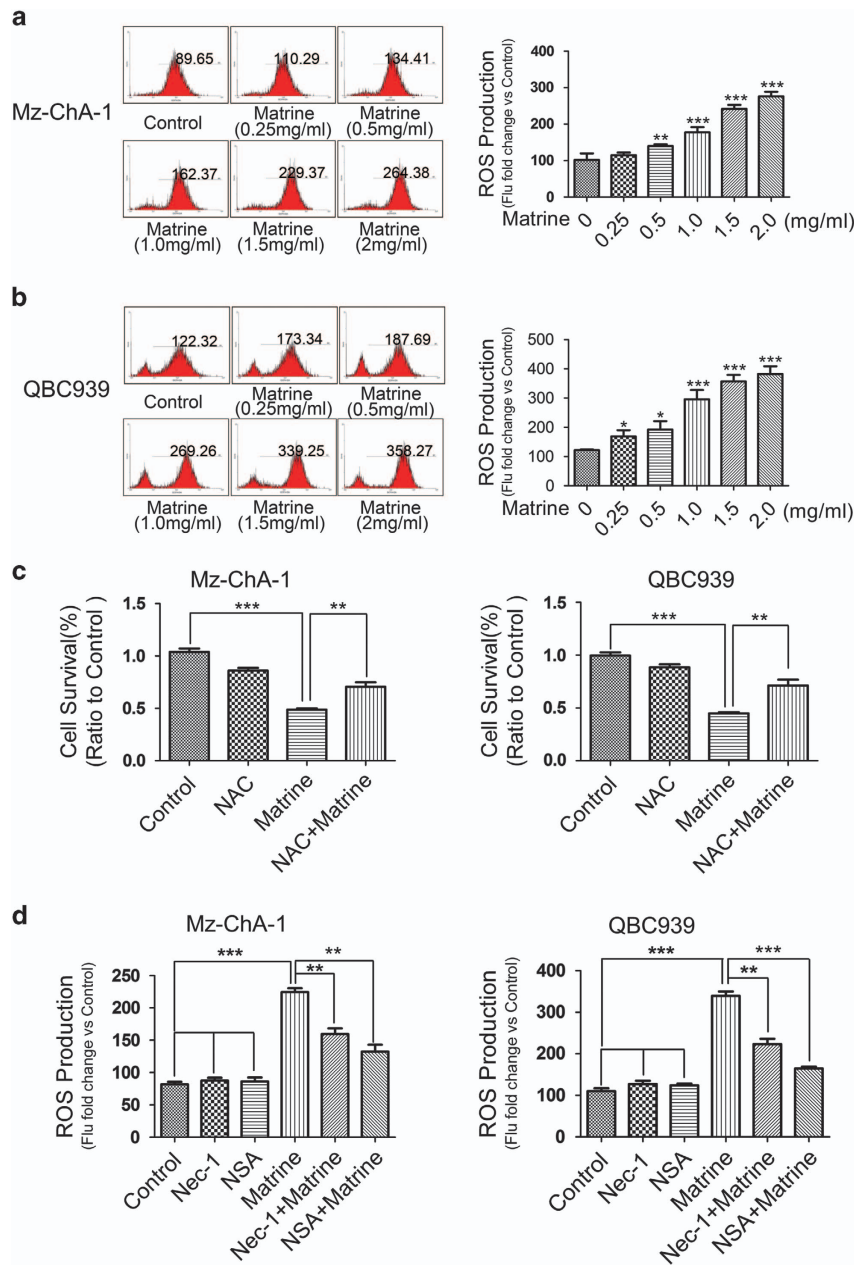 a
Mz-ChA-1
89.65
110.29
134.41
Control
Matrine
(0.25mg/ml)
Matrine
(0.5mg/ml)
162.37
229.37
264.38
Matrine
(1.0mg/ml)
Matrine
(1.5mg/ml)
Matrine
(2mg/ml)
ROS Production
(Flu fold change vs Control)
400
300
200
100
0
**
***
***
***
Matrine 0 0.25 0.5 1.0 1.5 2.0 (mg/ml)
b
QBC939
122.32
173.34
187.69
Control
Matrine
(0.25mg/ml)
Matrine
(0.5mg/ml)
269.26
339.25
358.27
Matrine
(1.0mg/ml)
Matrine
(1.5mg/ml)
Matrine
(2mg/ml)
ROS Production
(Flu fold change vs Control)
500
400
300
200
100
0
*
*
***
***
***
Matrine 0 0.25 0.5 1.0 1.5 2.0 (mg/ml)
c
Mz-ChA-1
Cell Survival(%)
(Ratio to Control )
1.5
1.0
0.5
0.0
***
**
Control
NAC
Matrine
NAC+Matrine
QBC939
Cell Survival(%)
(Ratio to Control )
1.5
1.0
0.5
0.0
***
**
Control
NAC
Matrine
NAC+Matrine
d
Mz-ChA-1
ROS Production
(Flu fold change vs Control)
250
200
150
100
50
0
***
**
**
Control
Nec-1
NSA
Matrine
Nec-1+Matrine
NSA+Matrine
QBC939
ROS Production
(Flu fold change vs Control)
400
300
200
100
0
***
***
**
Control
Nec-1
NSA
Matrine
Nec-1+Matrine
NSA+Matrine